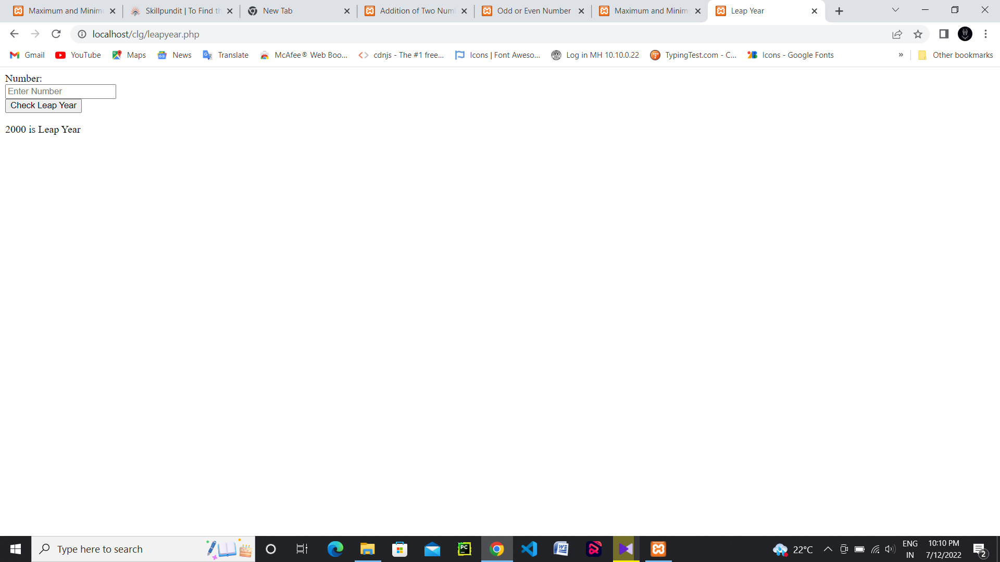 Maximum and Minim
Skillpundit | To Find th
New Tab
Addition of Two Num
Odd or Even Number
Maximum and Minim
Leap Year
localhost/clg/leapyear.php
Gmail
YouTube
Maps
News
Translate
McAfee® Web Boo...
cdnjs - The #1 free...
Icons | Font Aweso...
Log in MH 10.10.0.22
TypingTest.com - C...
Icons - Google Fonts
»
Other bookmarks
Number:
Enter Number
Check Leap Year
2000 is Leap Year
Type here to search
PC
22°C
ENG
IN
10:10 PM
7/12/2022
2